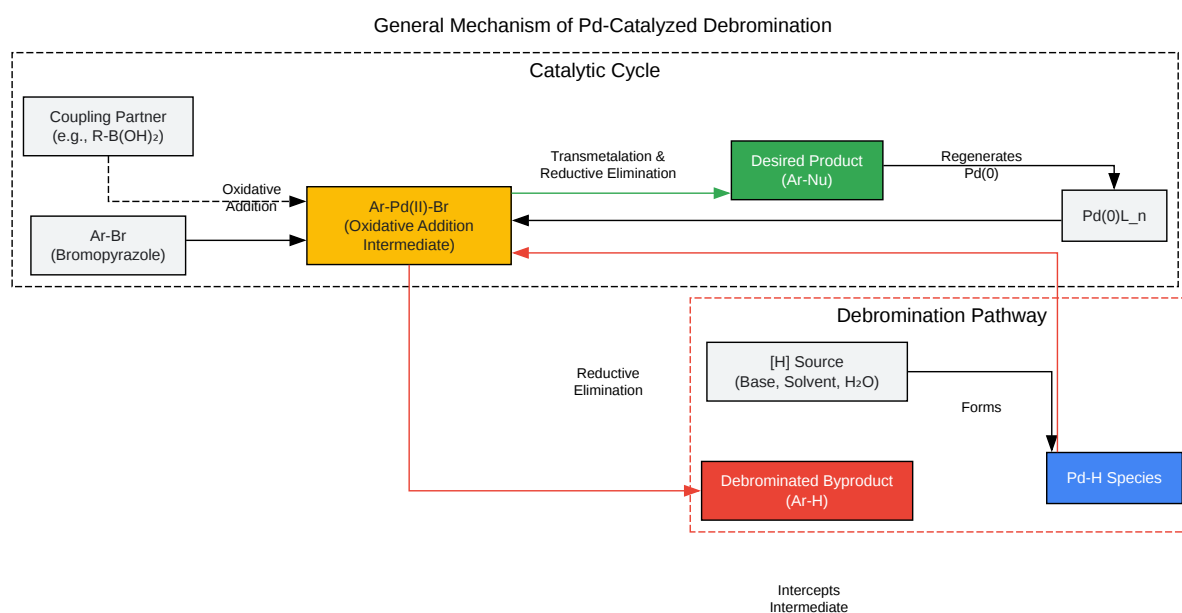 General Mechanism of Pd-Catalyzed Debromination
Catalytic Cycle
Coupling Partner
(e.g., R-B(OH)₂)
Oxidative
Addition
Ar-Br
(Bromopyrazole)
Ar-Pd(II)-Br
(Oxidative Addition
Intermediate)
Transmetalation &
Reductive Elimination
Desired Product
(Ar-Nu)
Regenerates
Pd(0)
Pd(0)L_n
Debromination Pathway
[H] Source
(Base, Solvent, H₂O)
Forms
Reductive
Elimination
Debrominated Byproduct
(Ar-H)
Pd-H Species
Intercepts
Intermediate